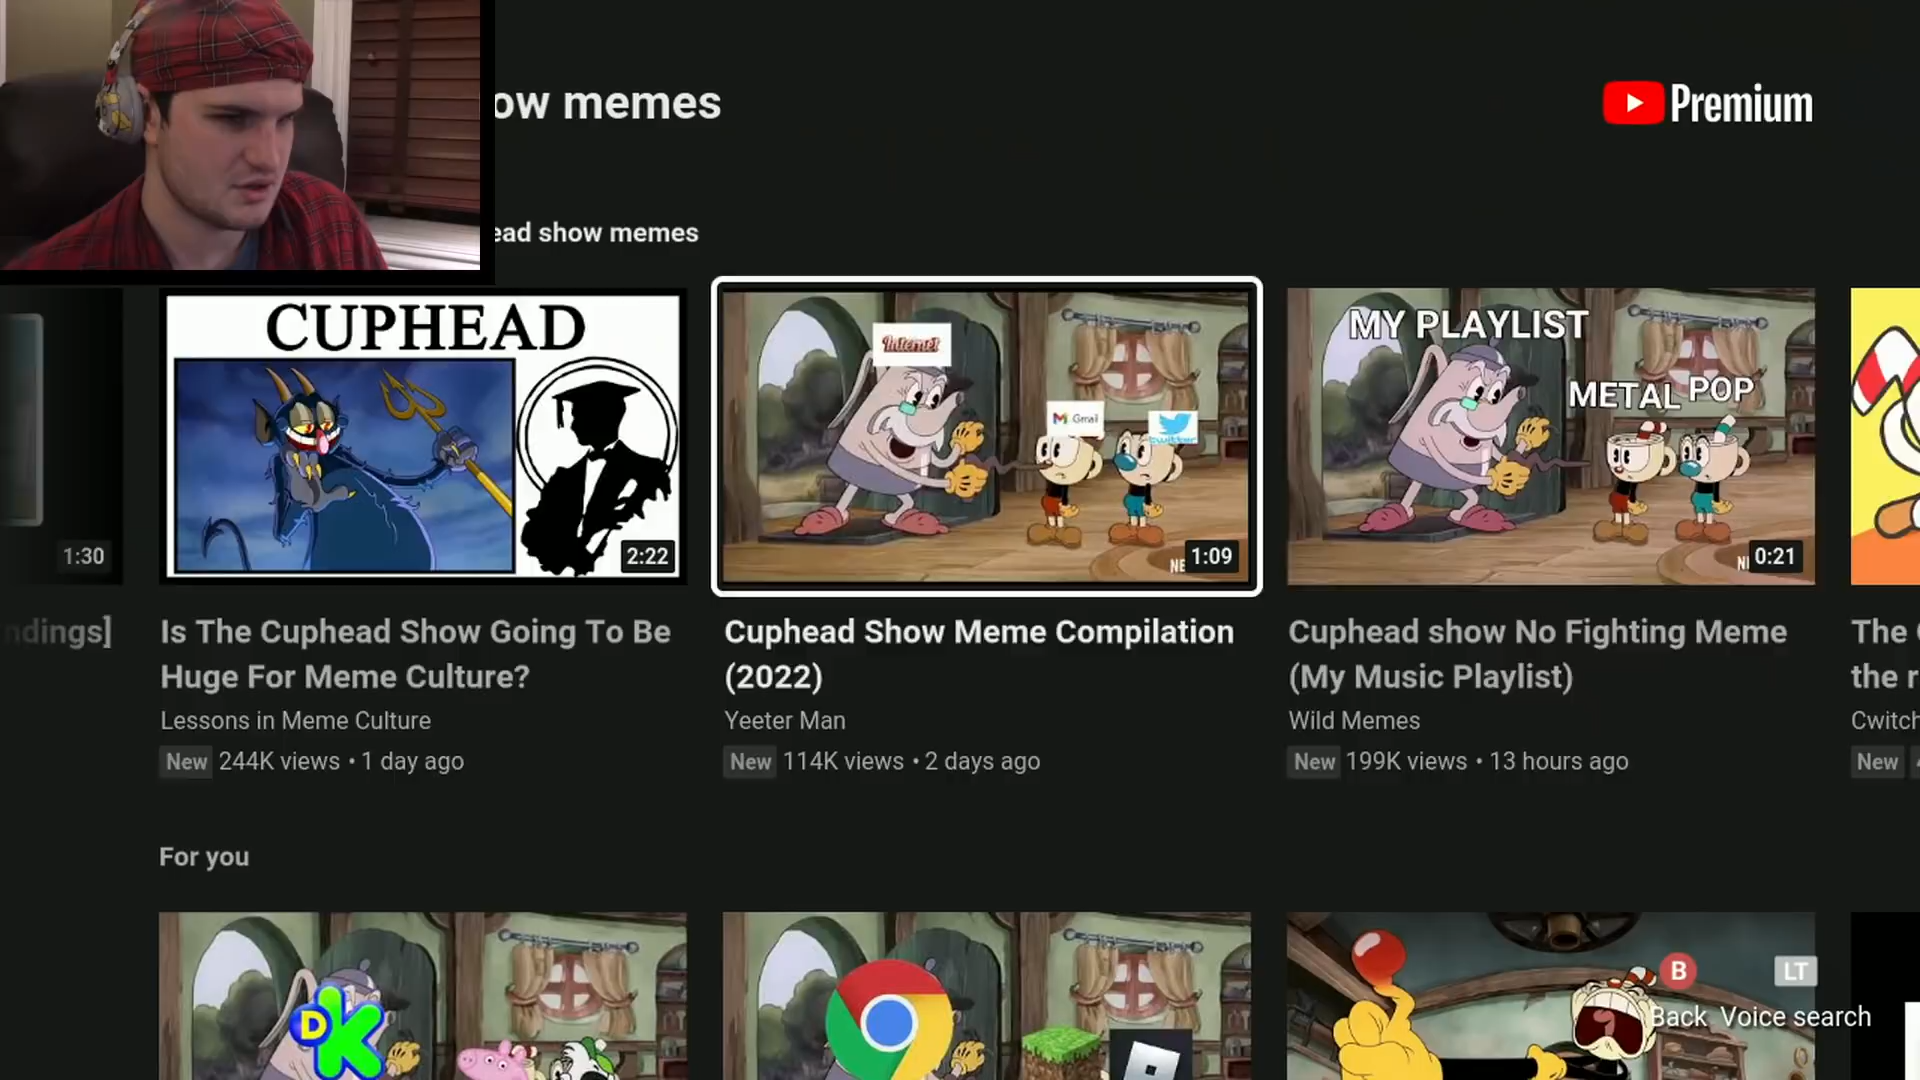 ow memes
Premium
ead show memes
CUPHEAD
Internet
Gmail
twitter
MY PLAYLIST
METAL POP
1:30
2:22
NE
1:09
0:21
ndings]
Is The Cuphead Show Going To Be
Huge For Meme Culture?
Lessons in Meme Culture
New 244K views • 1 day ago
Cuphead Show Meme Compilation
(2022)
Yeeter Man
New 114K views • 2 days ago
Cuphead show No Fighting Meme
(My Music Playlist)
Wild Memes
New 199K views • 13 hours ago
The
the r
Cwitch
New
For you
DK
B
LT
Back Voice search